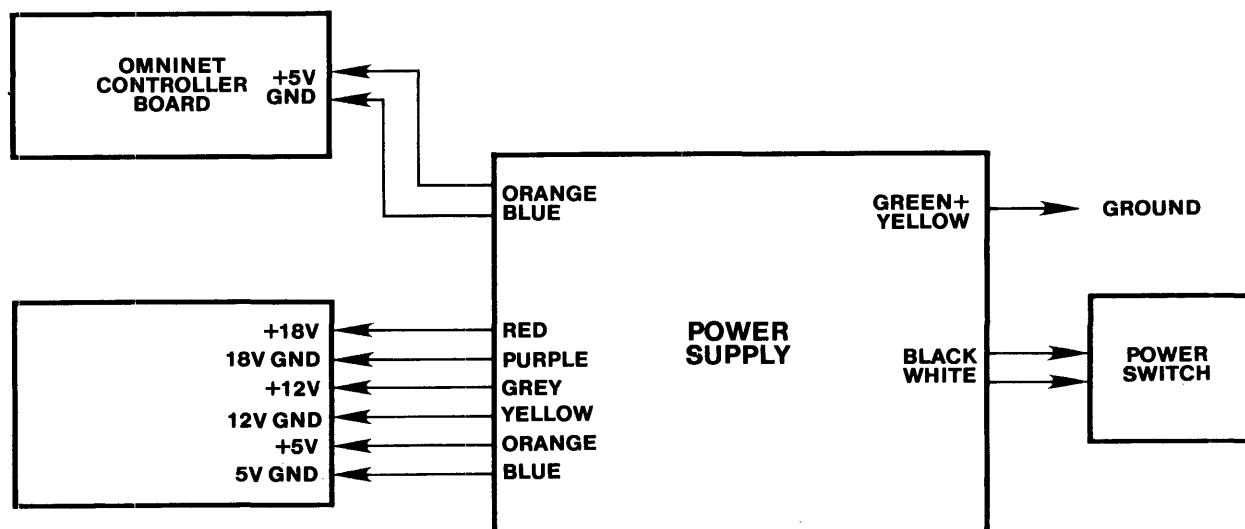 OMNINET
CONTROLLER
BOARD
+5V
GND
ORANGE
BLUE
GREEN+
YELLOW
GROUND
+18V
18V GND
+12V
12V GND
+5V
5V GND
RED
PURPLE
GREY
YELLOW
ORANGE
BLUE
POWER
SUPPLY
BLACK
WHITE
POWER
SWITCH